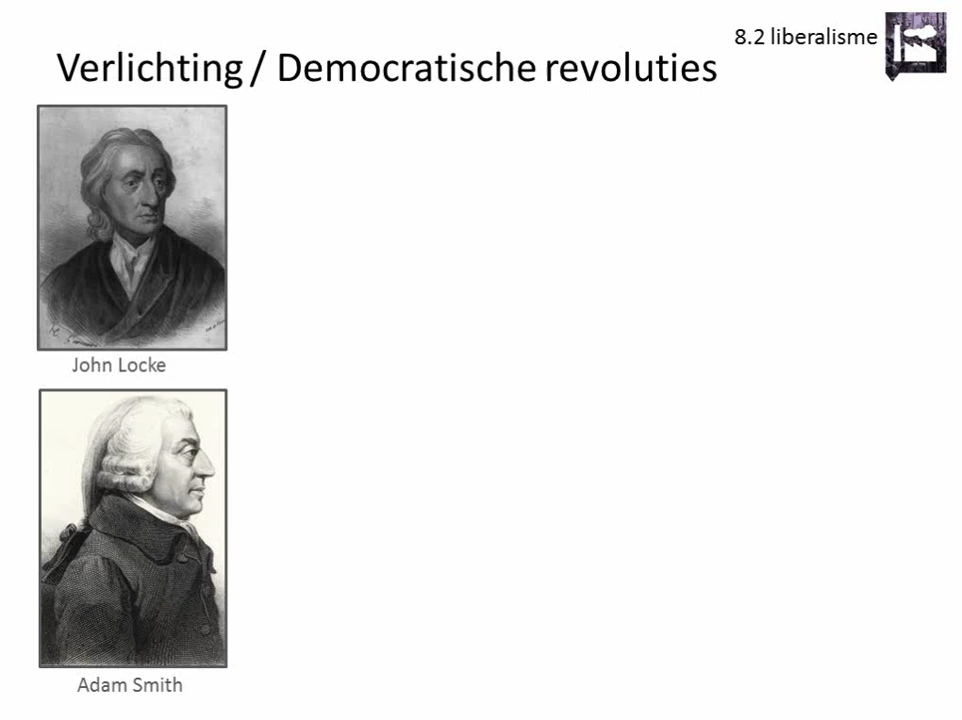 8.2 liberalisme
Verlichting / Democratische revoluties
John Locke
Adam Smith